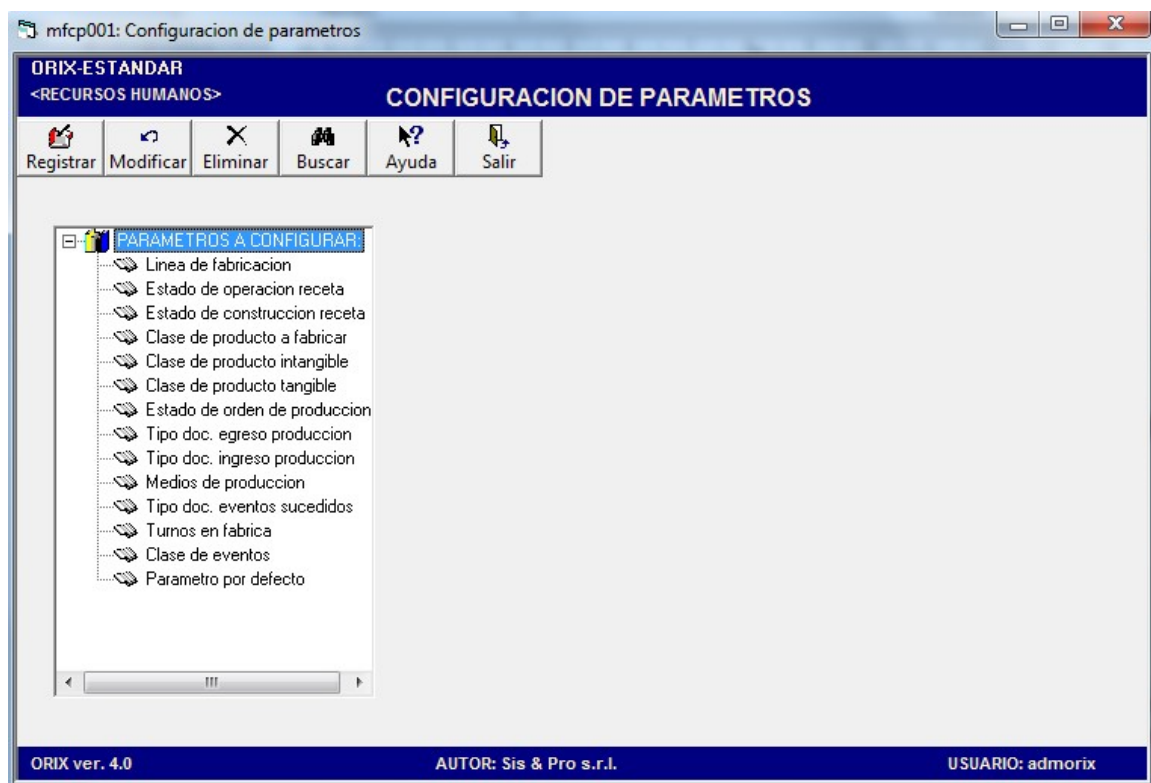 mfcp001: Configuracion de parametros
ORIX-ESTANDAR
<RECURSOS HUMANOS>
CONFIGURACION DE PARAMETROS
Registrar Modificar Eliminar Buscar Ayuda Salir
PARAMETROS A CONFIGURAR:
Linea de fabricacion
Estado de operacion receta
Estado de construccion receta
Clase de producto a fabricar
Clase de producto intangible
Clase de producto tangible
Estado de orden de produccion
Tipo doc. egreso produccion
Tipo doc. ingreso produccion
Medios de produccion
Tipo doc. eventos sucedidos
Turnos en fabrica
Clase de eventos
Parametro por defecto
ORIX ver. 4.0 AUTOR: Sis & Pro s.r.l. USUARIO: admorix